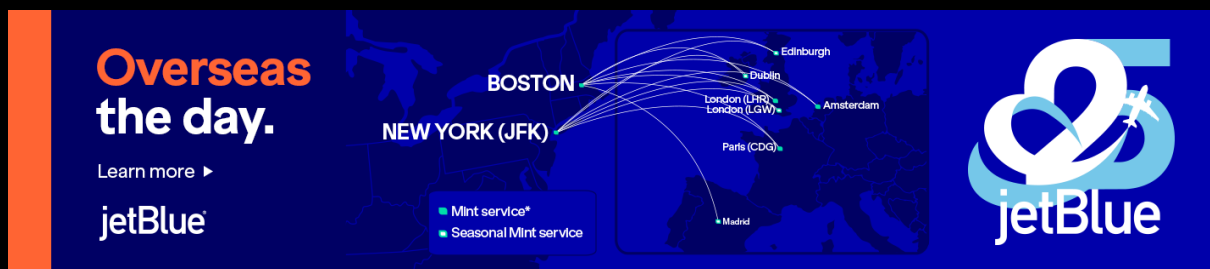 Overseas
the day.
Learn more
jetBlue
BOSTON
NEW YORK (JFK)
Edinburgh
Dublin
London (LHR)
London (LGW)
Amsterdam
Paris (CDG)
Madrid
Mint service*
Seasonal Mint service
25
jetBlue